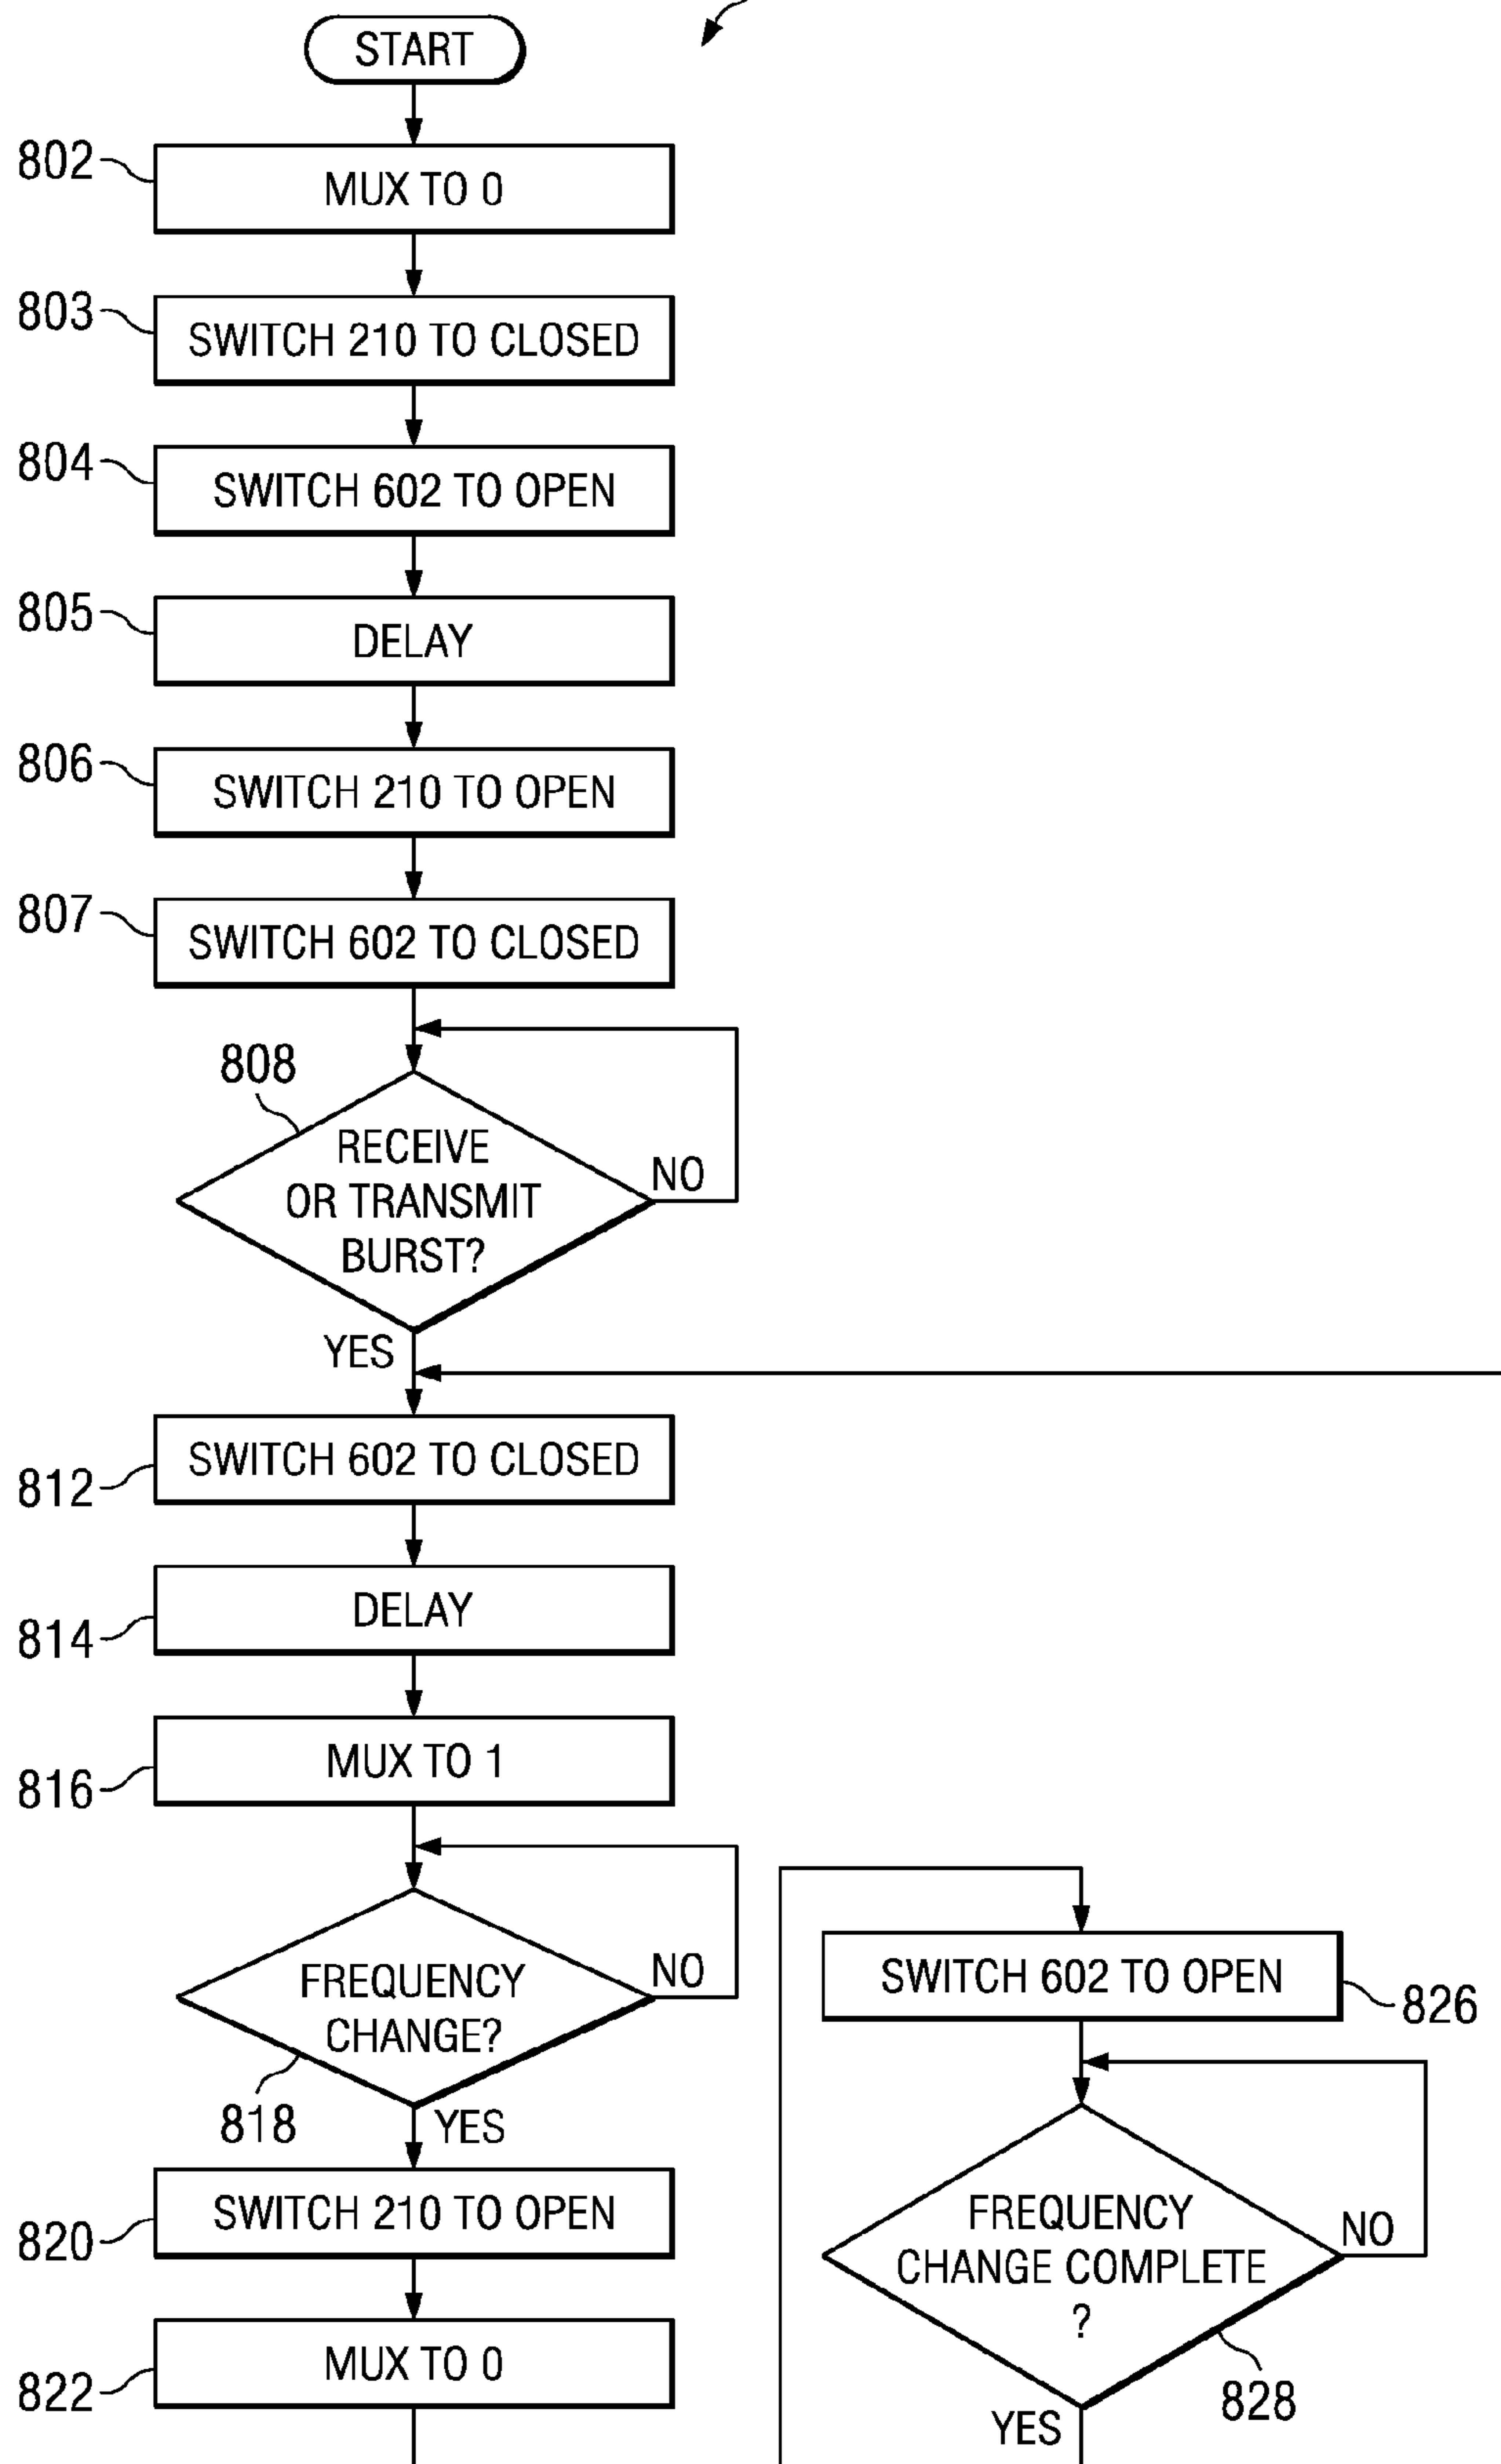 START
802
MUX TO 0
803
SWITCH 210 TO CLOSED
804
SWITCH 602 TO OPEN
805
DELAY
806
SWITCH 210 TO OPEN
807
SWITCH 602 TO CLOSED
808
RECEIVE
OR TRANSMIT
BURST?
NO
YES
812
SWITCH 602 TO CLOSED
814
DELAY
816
MUX TO 1
FREQUENCY
CHANGE?
NO
818
YES
820
SWITCH 210 TO OPEN
822
MUX TO 0
SWITCH 602 TO OPEN
826
FREQUENCY
CHANGE COMPLETE
?
NO
828
YES